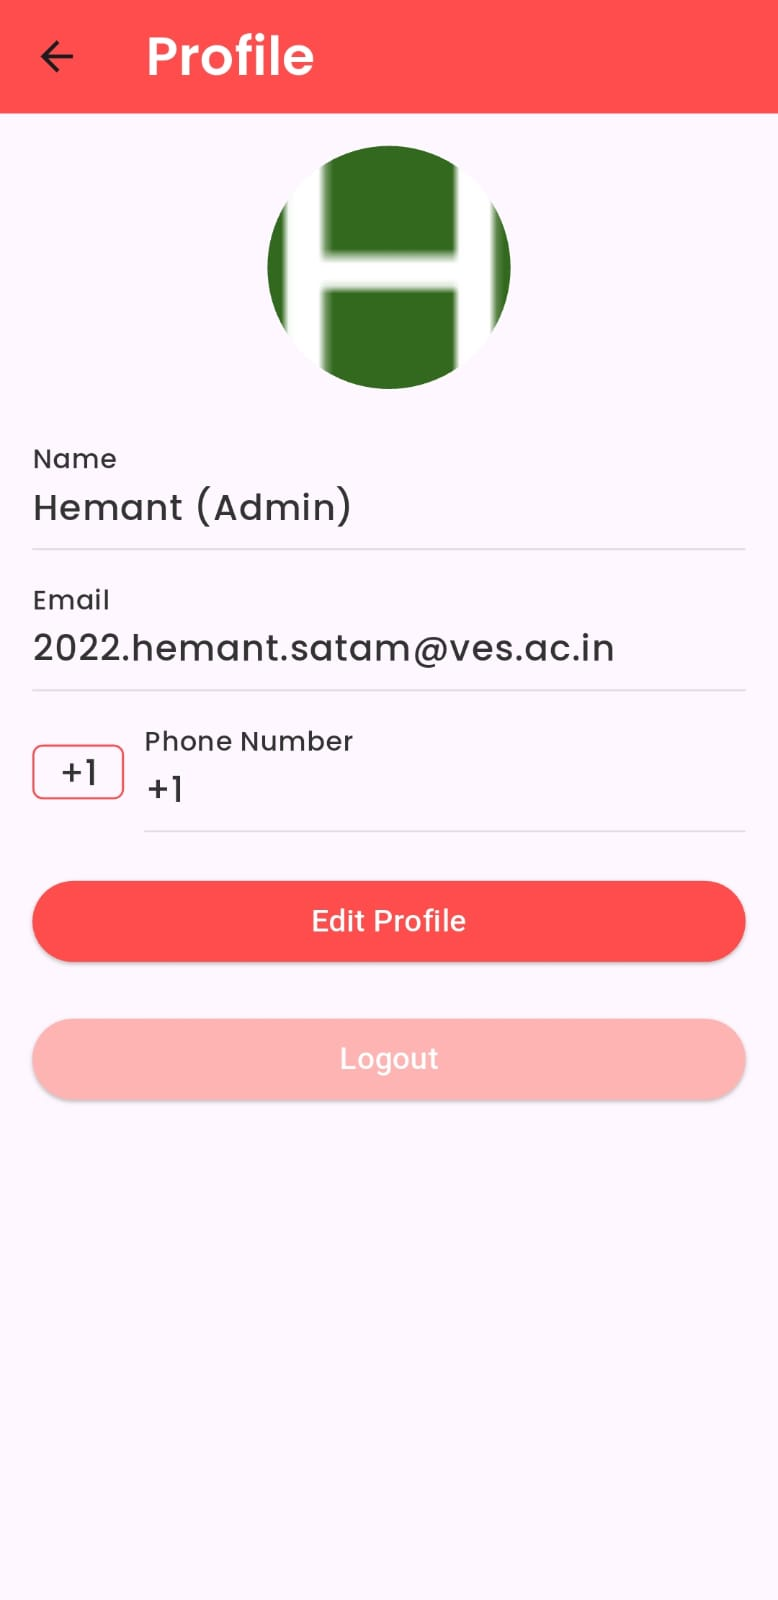 Profile
H
Name
Hemant (Admin)
Email
2022.hemant.satam@ves.ac.in
Phone Number
+1
+1
Edit Profile
Logout